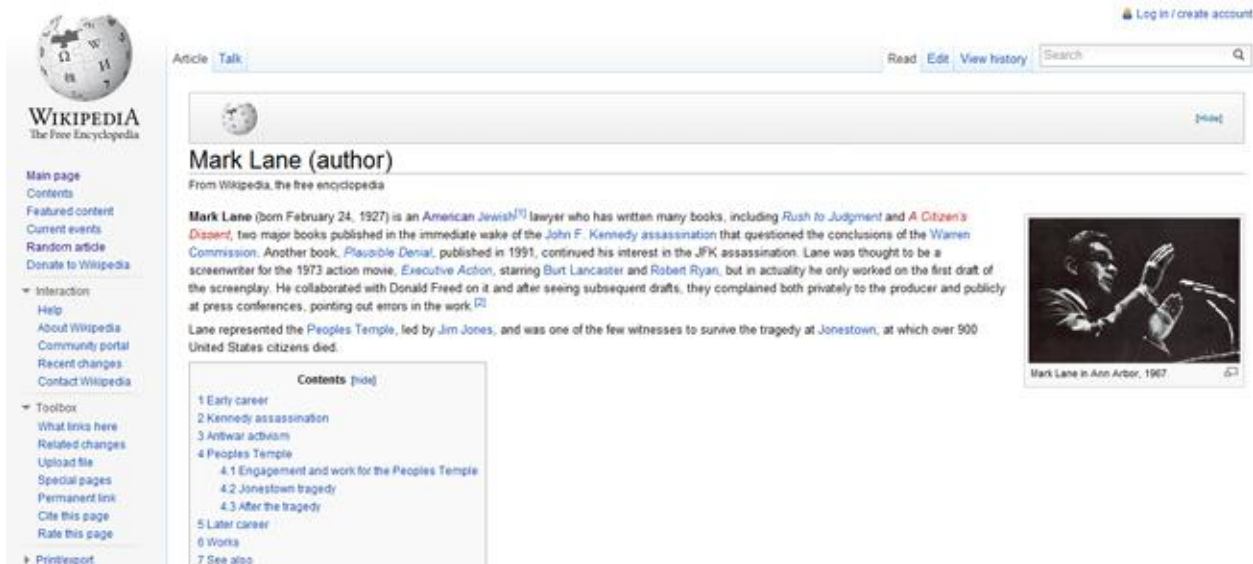 Log in / create account
WIKIPEDIA
The Free Encyclopedia
Article Talk
Read Edit View history Search
[Hide]
Main page
Contents
Featured content
Current events
Random article
Donate to Wikipedia
Interaction
Help
About Wikipedia
Community portal
Recent changes
Contact Wikipedia
Toolbox
What links here
Related changes
Upload file
Special pages
Permanent link
Cite this page
Rate this page
Print/export
Mark Lane (author)
From Wikipedia, the free encyclopedia
Mark Lane (born February 24, 1927) is an American Jewish[1] lawyer who has written many books, including Rush to Judgment and A Citizen's
Dissent, two major books published in the immediate wake of the John F. Kennedy assassination that questioned the conclusions of the Warren
Commission. Another book, Plausible Denial, published in 1991, continued his interest in the JFK assassination. Lane was thought to be a
screenwriter for the 1973 action movie, Executive Action, starring Burt Lancaster and Robert Ryan, but in actuality he only worked on the first draft of
the screenplay. He collaborated with Donald Freed on it and after seeing subsequent drafts, they complained both privately to the producer and publicly
at press conferences, pointing out errors in the work.[2]
Lane represented the Peoples Temple, led by Jim Jones, and was one of the few witnesses to survive the tragedy at Jonestown, at which over 900
United States citizens died.
Mark Lane in Ann Arbor, 1967
Contents [hide]
1 Early career
2 Kennedy assassination
3 Antiwar activism
4 Peoples Temple
4.1 Engagement and work for the Peoples Temple
4.2 Jonestown tragedy
4.3 After the tragedy
5 Later career
6 Works
7 See also